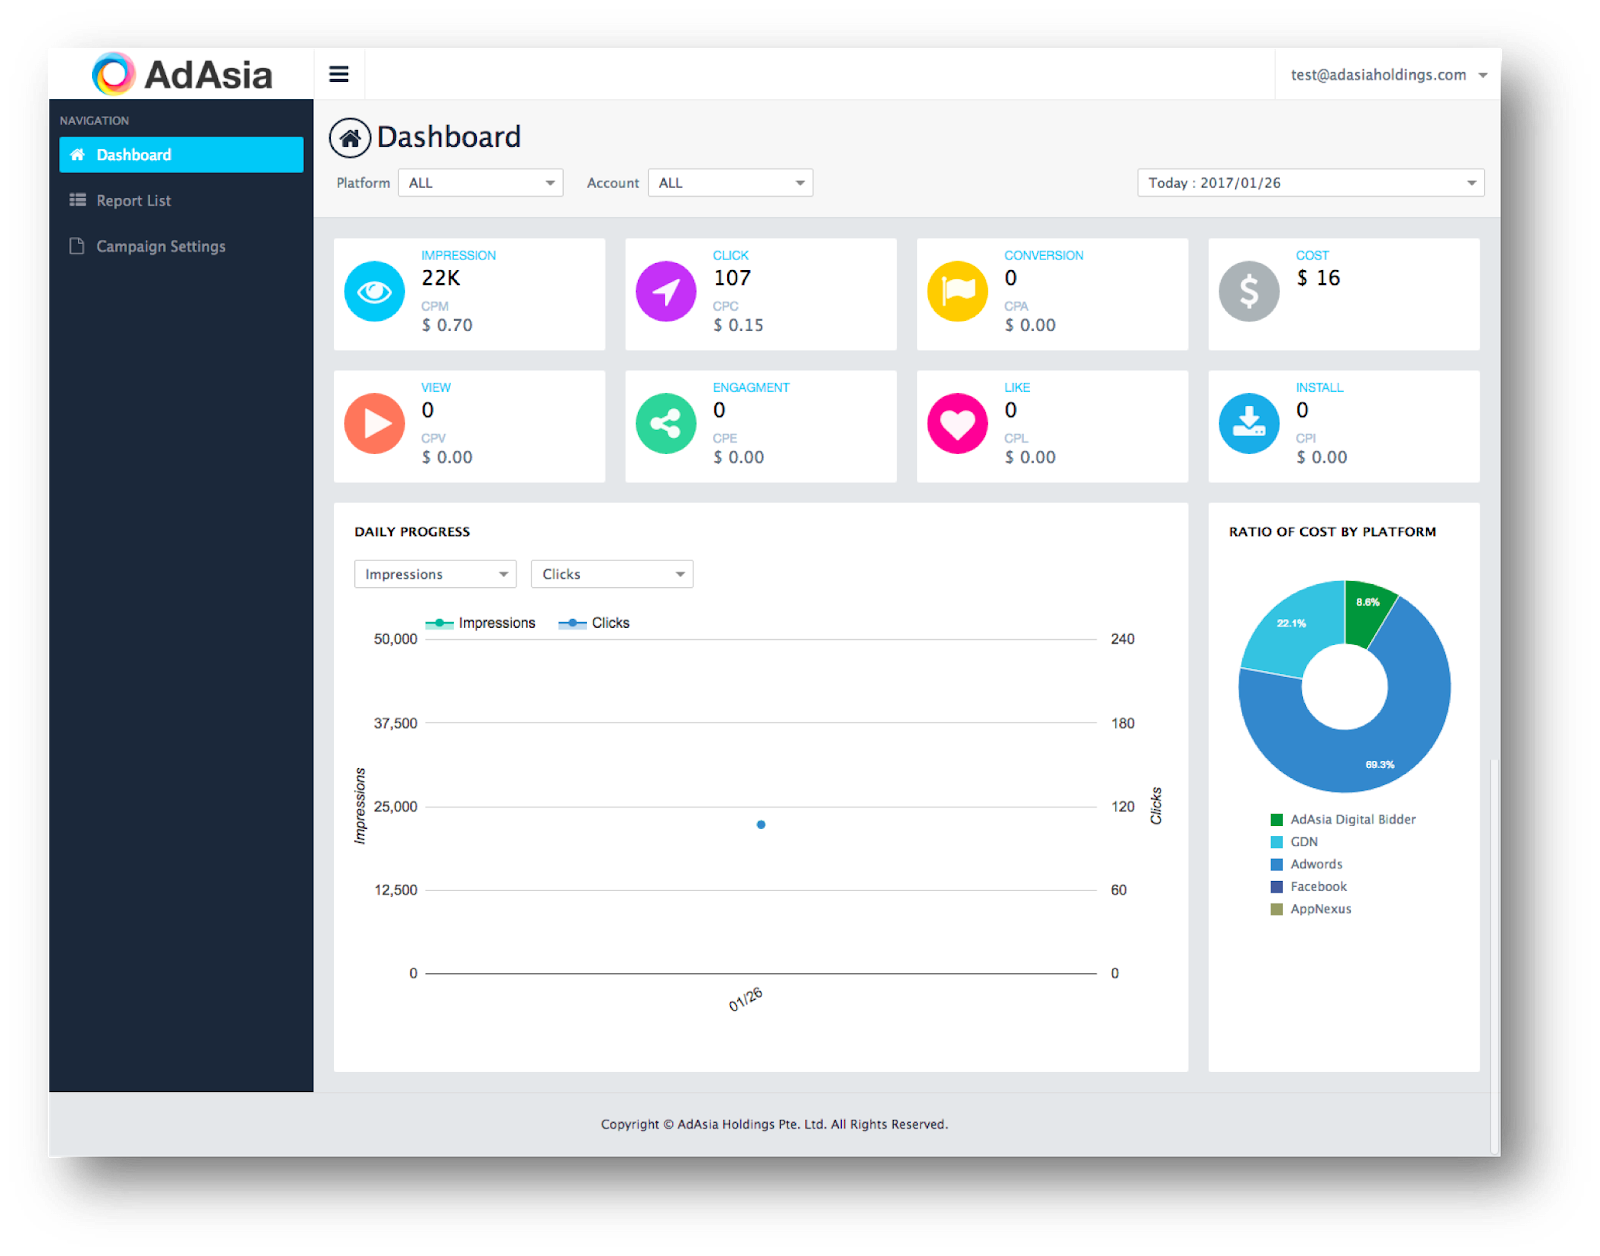 AdAsia
test@adasiaholdings.com
NAVIGATION
Dashboard
Report List
Campaign Settings
Dashboard
Platform ALL Account ALL Today : 2017/01/26
IMPRESSION
22K
CPM
$ 0.70
CLICK
107
CPC
$ 0.15
CONVERSION
0
CPA
$ 0.00
COST
$ 16
VIEW
0
CPV
$ 0.00
ENGAGMENT
0
CPE
$ 0.00
LIKE
0
CPL
$ 0.00
INSTALL
0
CPI
$ 0.00
DAILY PROGRESS
Impressions Clicks
Impressions Clicks
50,000 240
37,500 180
25,000 120
12,500 60
0 0
Impressions
Clicks
01/26
RATIO OF COST BY PLATFORM
8.6%
22.1%
69.3%
AdAsia Digital Bidder
GDN
Adwords
Facebook
AppNexus
Copyright © AdAsia Holdings Pte. Ltd. All Rights Reserved.